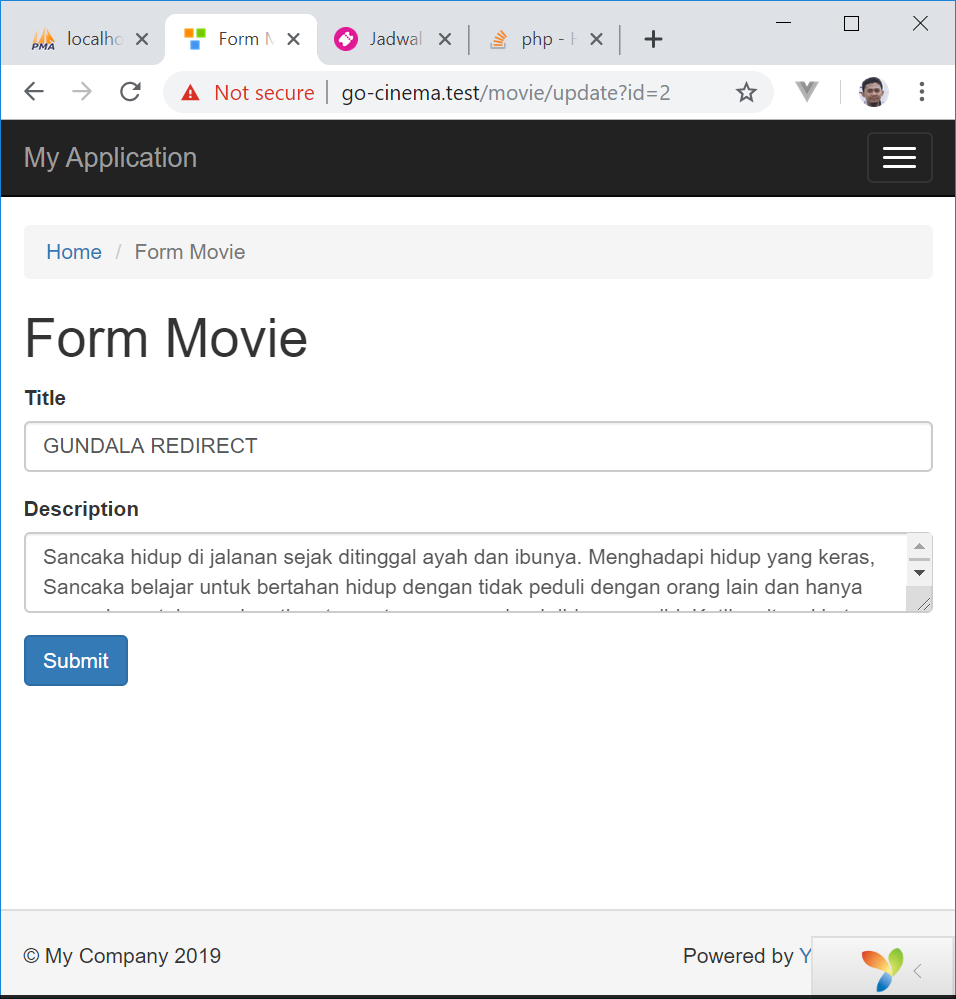 PMA localho
Form M
Jadwal
php - H
Not secure
go-cinema.test/movie/update?id=2
My Application
Home / Form Movie
Form Movie
Title
GUNDALA REDIRECT
Description
Sancaka hidup di jalanan sejak ditinggal ayah dan ibunya. Menghadapi hidup yang keras,
Sancaka belajar untuk bertahan hidup dengan tidak peduli dengan orang lain dan hanya
Submit
© My Company 2019
Powered by Y